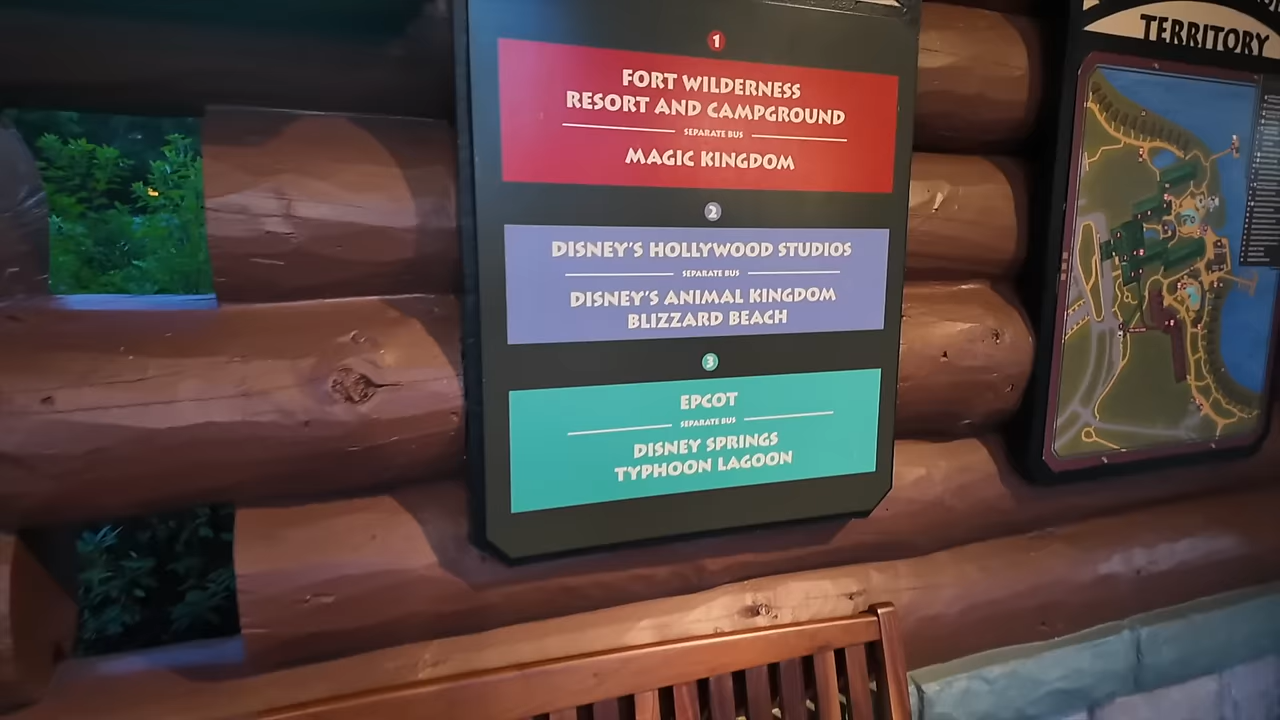 1
FORT WILDERNESS
RESORT AND CAMPGROUND
SEPARATE BUS
MAGIC KINGDOM
2
DISNEY'S HOLLYWOOD STUDIOS
SEPARATE BUS
DISNEY'S ANIMAL KINGDOM
BLIZZARD BEACH
3
EPCOT
SEPARATE BUS
DISNEY SPRINGS
TYPHOON LAGOON
TERRITORY